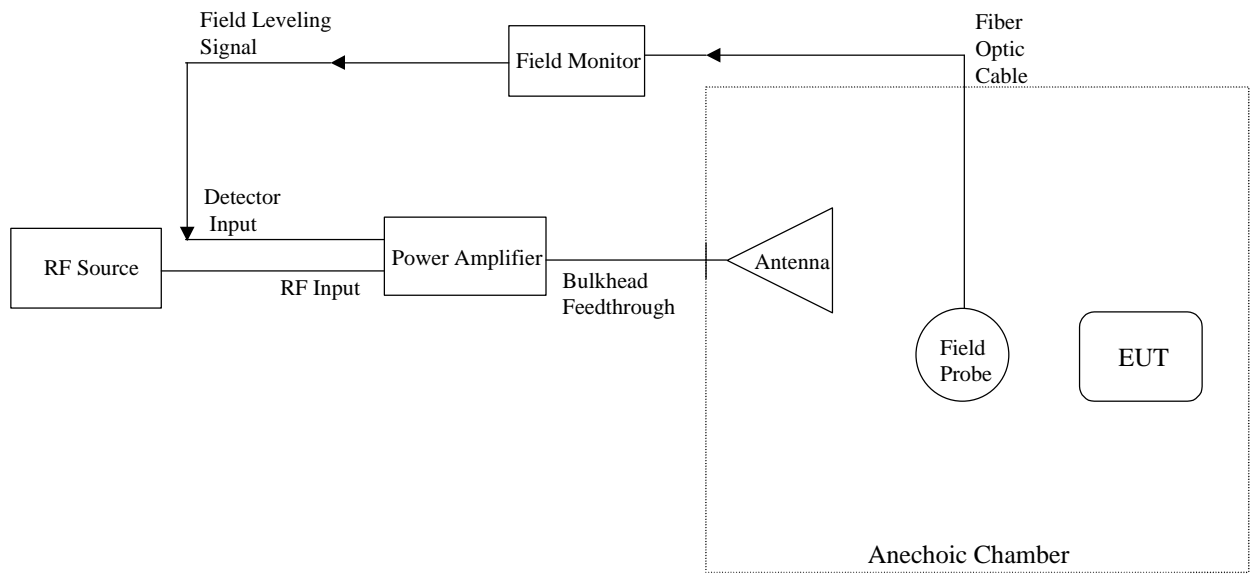 Field Leveling
Signal
Field Monitor
Fiber
Optic
Cable
Detector
Input
RF Source
RF Input
Power Amplifier
Bulkhead
Feedthrough
Antenna
Field
Probe
EUT
Anechoic Chamber